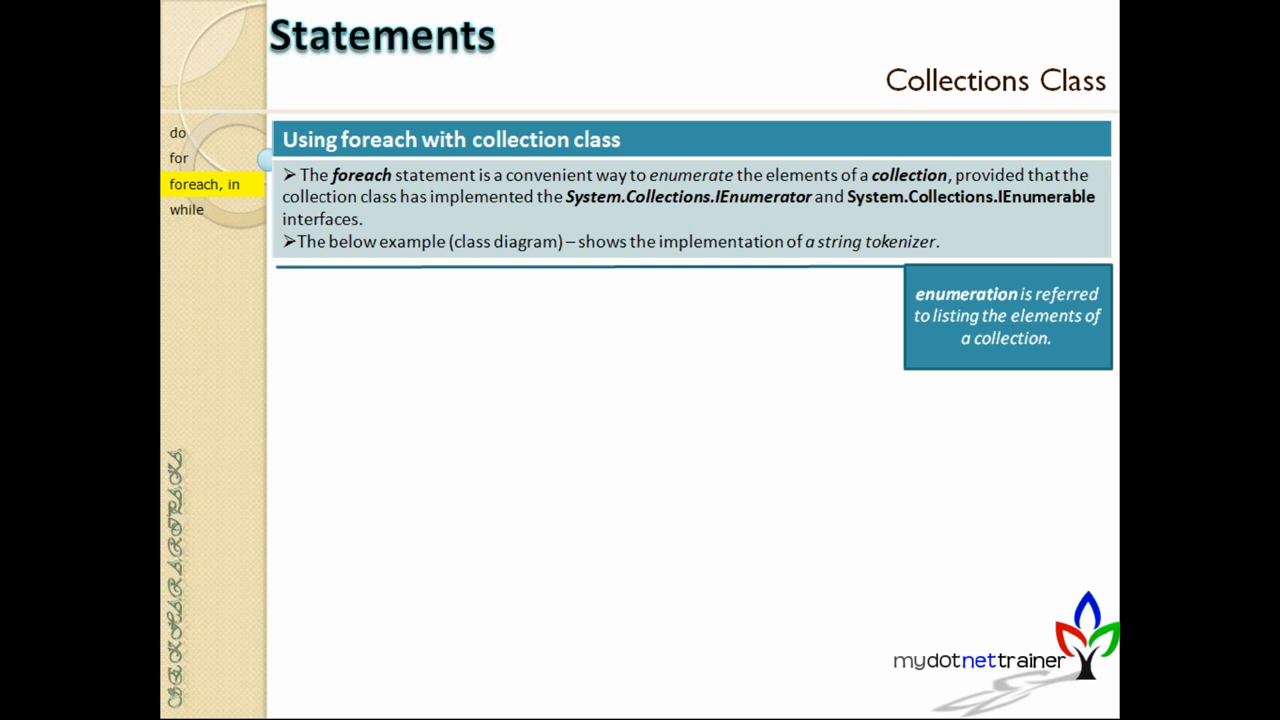 Statements
Collections Class
do
for
foreach, in
while
Using foreach with collection class
➢ The foreach statement is a convenient way to enumerate the elements of a collection, provided that the
collection class has implemented the System.Collections.IEnumerator and System.Collections.IEnumerable
interfaces.
➢The below example (class diagram) – shows the implementation of a string tokenizer.
enumeration is referred
to listing the elements of
a collection.
mydotnettrainer